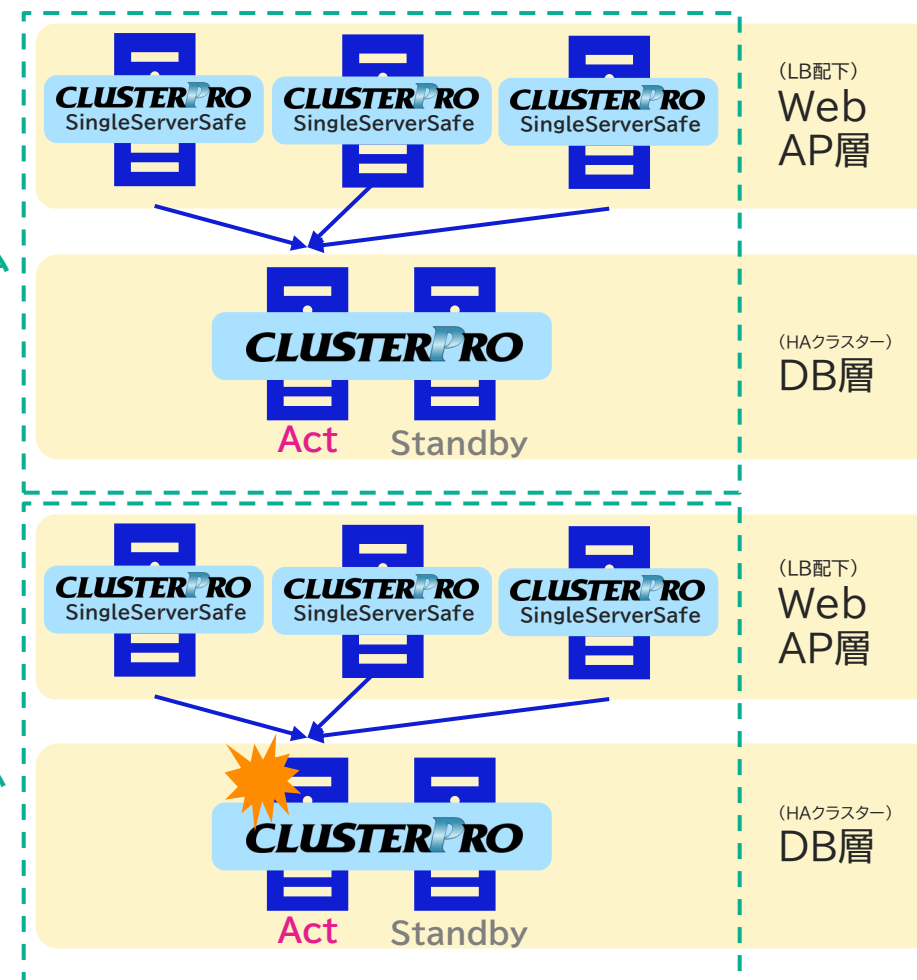 CLUSTERPRO
SingleServerSafe
CLUSTERPRO
SingleServerSafe
CLUSTERPRO
SingleServerSafe
（LB配下）
Web
AP層
CLUSTERPRO
Act
Standby
（HAクラスター）
DB層
CLUSTERPRO
SingleServerSafe
CLUSTERPRO
SingleServerSafe
CLUSTERPRO
SingleServerSafe
（LB配下）
Web
AP層
CLUSTERPRO
Act
Standby
（HAクラスター）
DB層